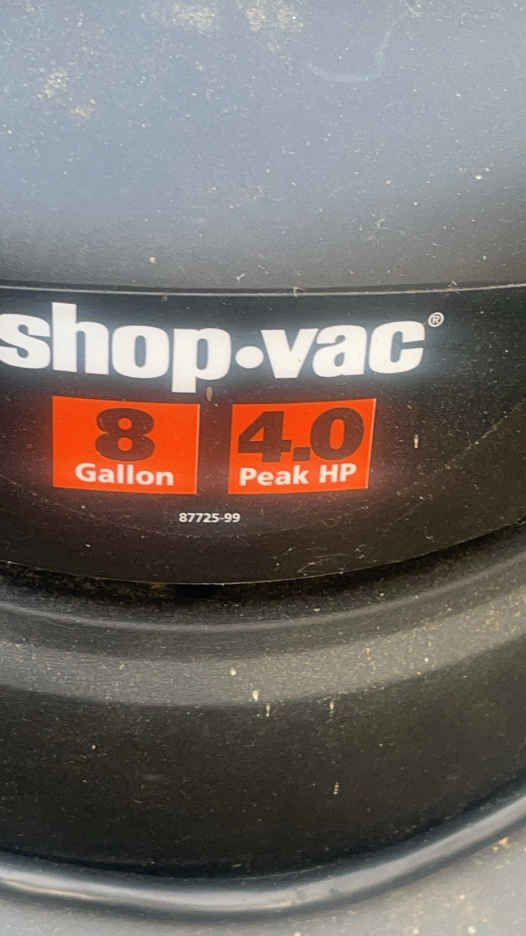 shop•vac®
8 4.0
Gallon Peak HP
87725-99